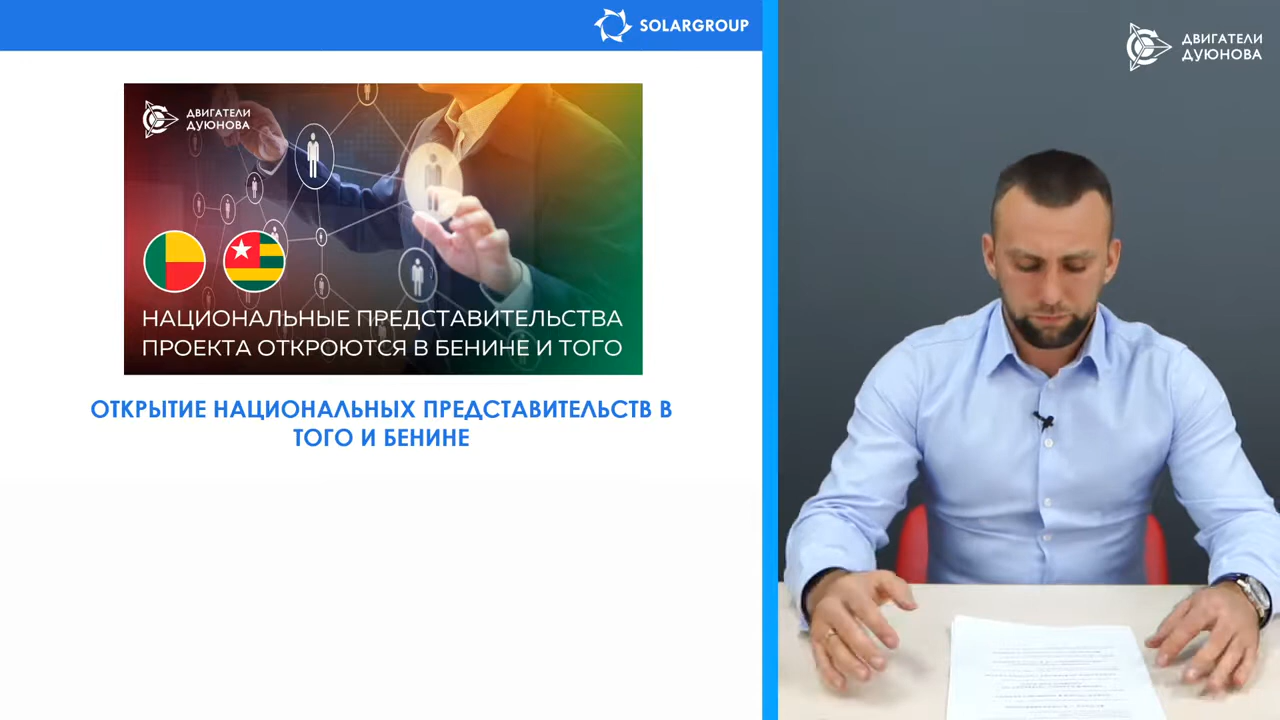 SOLARGROUP
ДВИГАТЕЛИ
ДУЮНОВА
НАЦИОНАЛЬНЫЕ ПРЕДСТАВИТЕЛЬСТВА
ПРОЕКТА ОТКРОЮТСЯ В БЕНИНЕ И ТОГО
ОТКРЫТИЕ НАЦИОНАЛЬНЫХ ПРЕДСТАВИТЕЛЬСТВ В
ТОГО И БЕНИНЕ
ДВИГАТЕЛИ
ДУЮНОВА